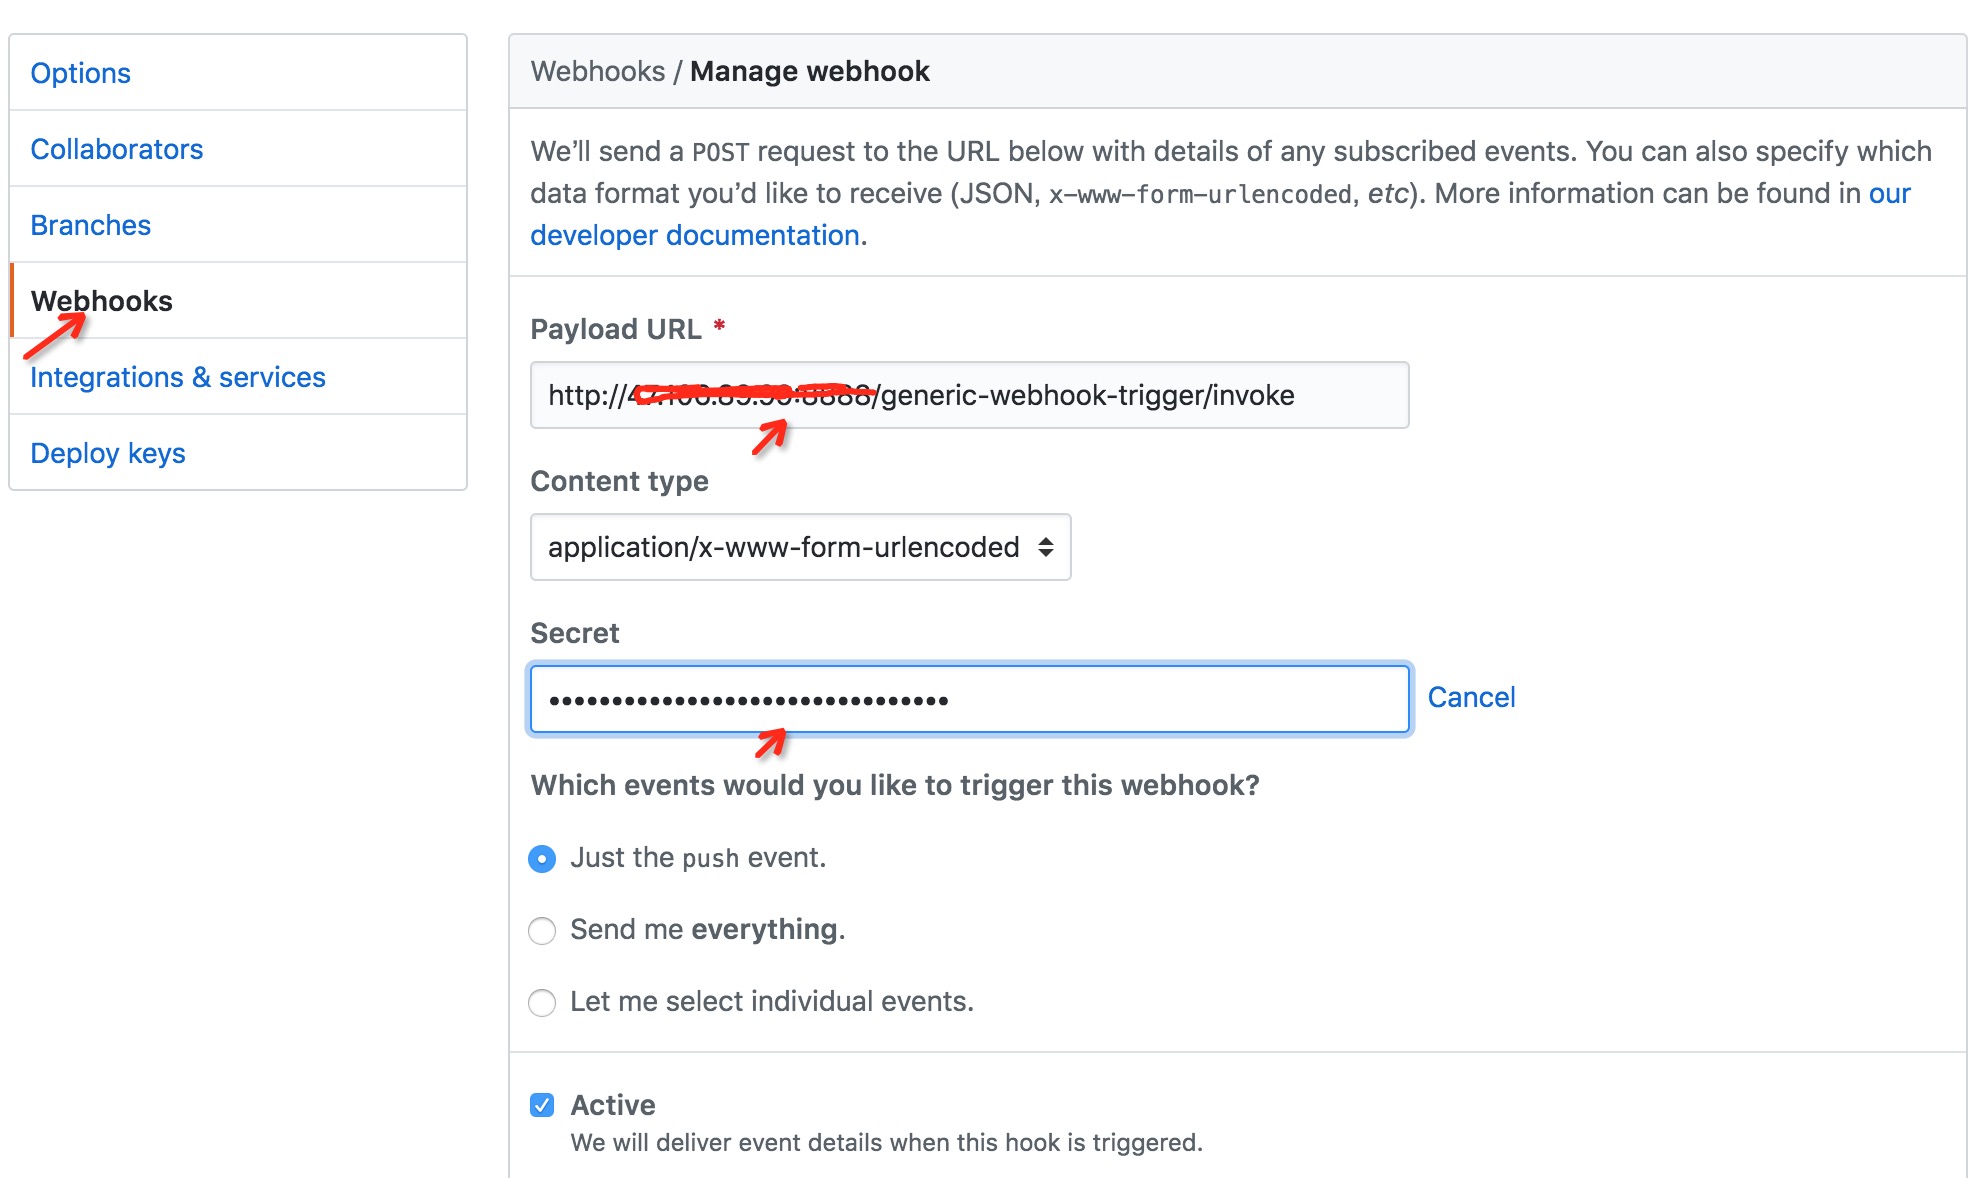 Options
Collaborators
Branches
Webhooks
Integrations & services
Deploy keys
Webhooks / Manage webhook
We’ll send a POST request to the URL below with details of any subscribed events. You can also specify which
data format you’d like to receive (JSON, x-www-form-urlencoded, etc). More information can be found in our
developer documentation.
Payload URL *
http:// /generic-webhook-trigger/invoke
Content type
application/x-www-form-urlencoded
Secret
Cancel
Which events would you like to trigger this webhook?
Just the push event.
Send me everything.
Let me select individual events.
Active
We will deliver event details when this hook is triggered.